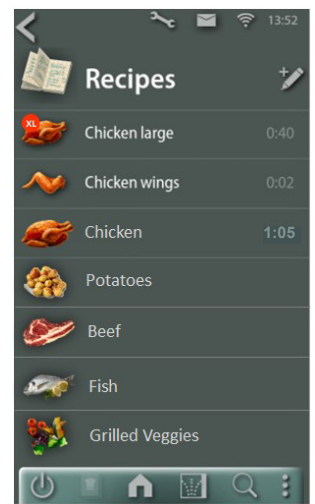 13:52
Recipes
XL
Chicken large 0:40
Chicken wings 0:02
Chicken 1:05
Potatoes
Beef
Fish
Grilled Veggies